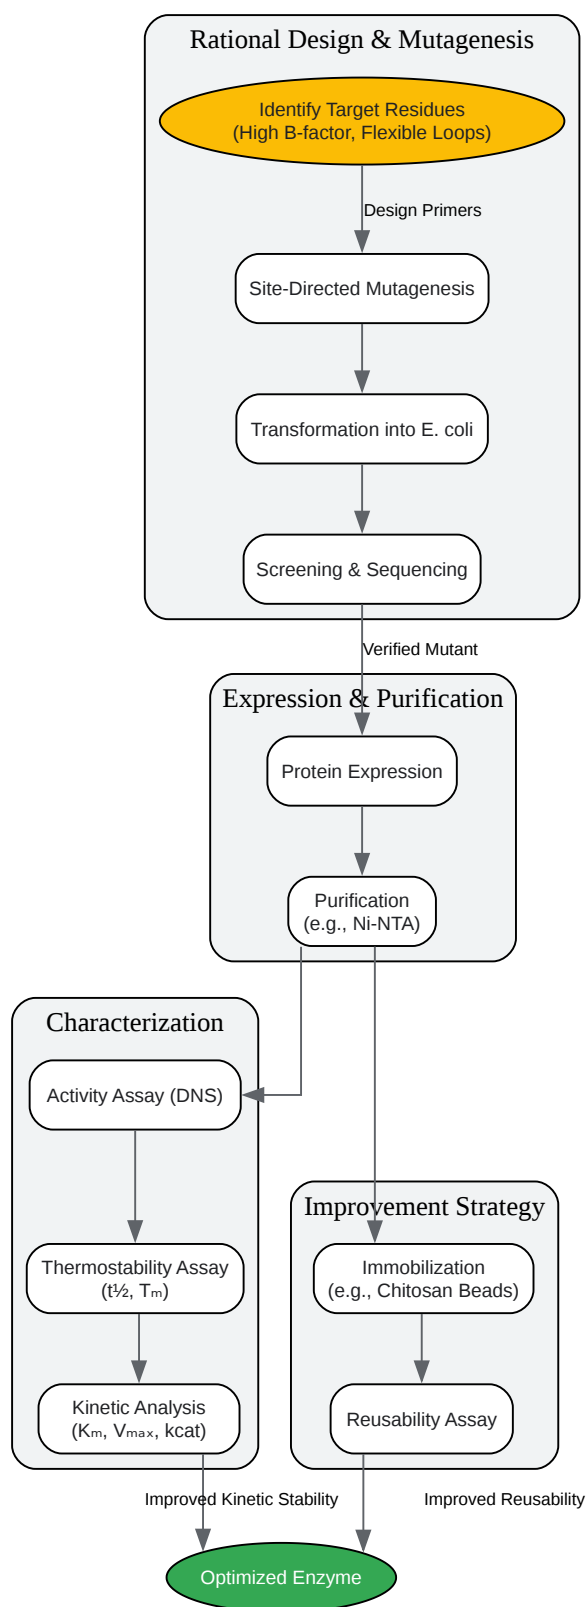 Rational Design & Mutagenesis
Identify Target Residues
(High B-factor, Flexible Loops)
Design Primers
Site-Directed Mutagenesis
Transformation into E. coli
Screening & Sequencing
Verified Mutant
Expression & Purification
Protein Expression
Purification
(e.g., Ni-NTA)
Characterization
Activity Assay (DNS)
Thermostability Assay
(t½, Tₘ)
Kinetic Analysis
(Kₘ, Vₘₐₓ, kcat)
Improvement Strategy
Immobilization
(e.g., Chitosan Beads)
Reusability Assay
Improved Kinetic Stability
Improved Reusability
Optimized Enzyme